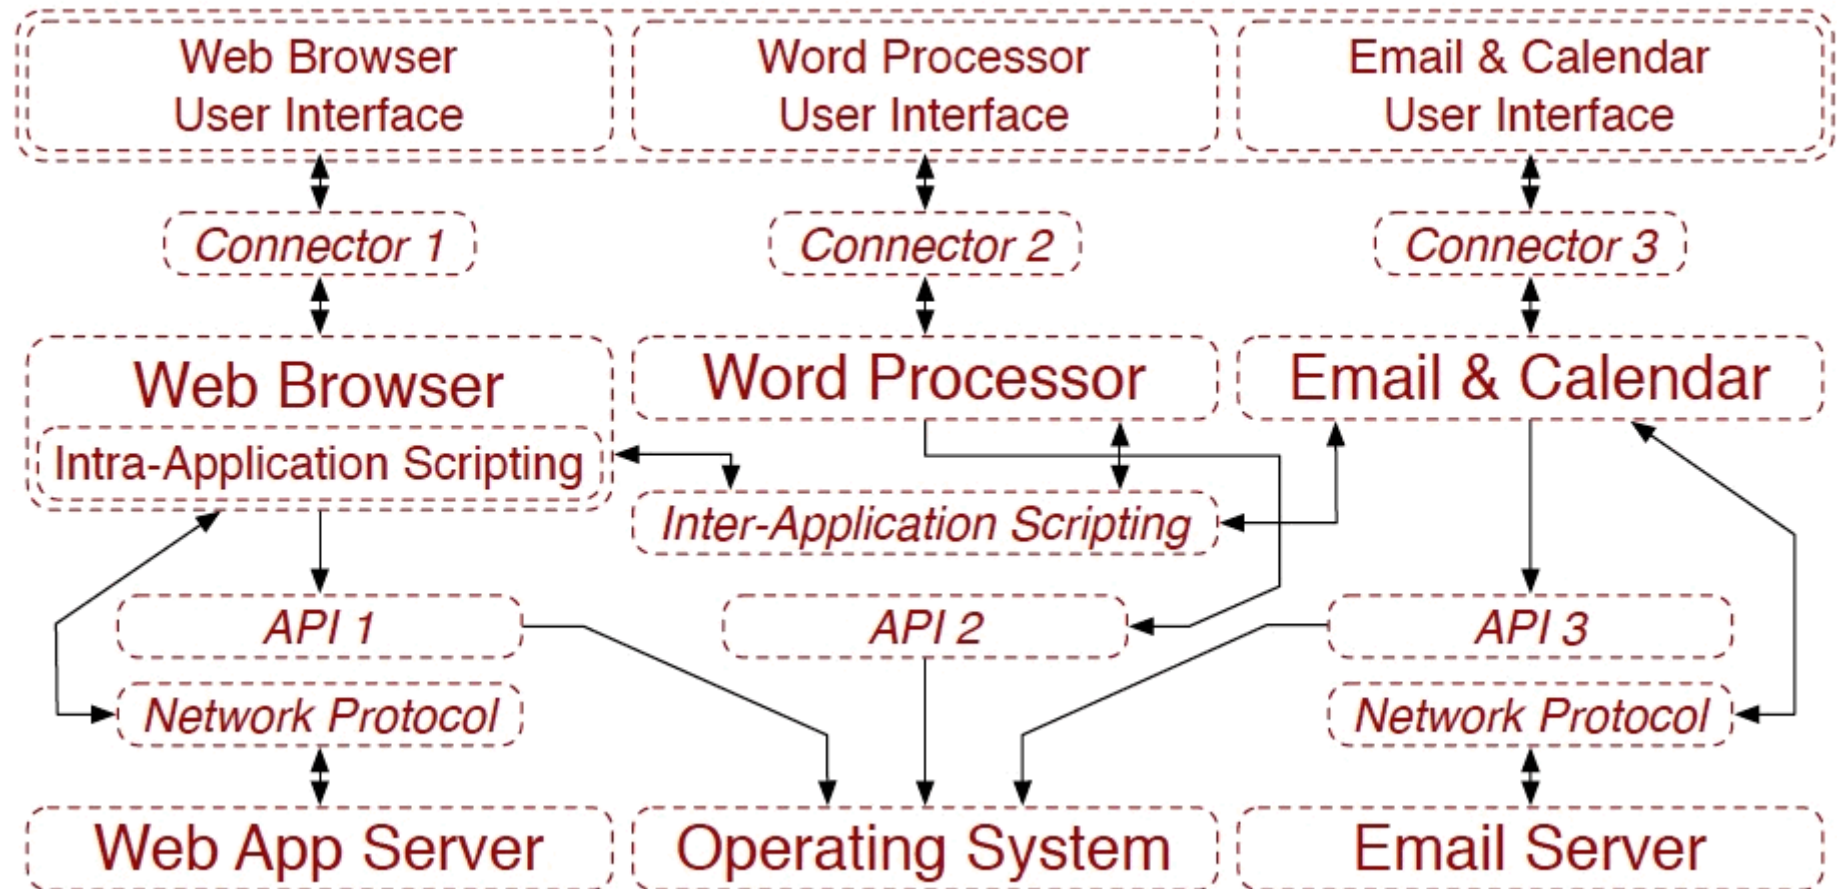 Web Browser
User Interface
Word Processor
User Interface
Email & Calendar
User Interface
Connector 1
Connector 2
Connector 3
Web Browser
Intra-Application Scripting
Word Processor
Email & Calendar
Inter-Application Scripting
API 1
API 2
API 3
Network Protocol
Network Protocol
Web App Server
Operating System
Email Server